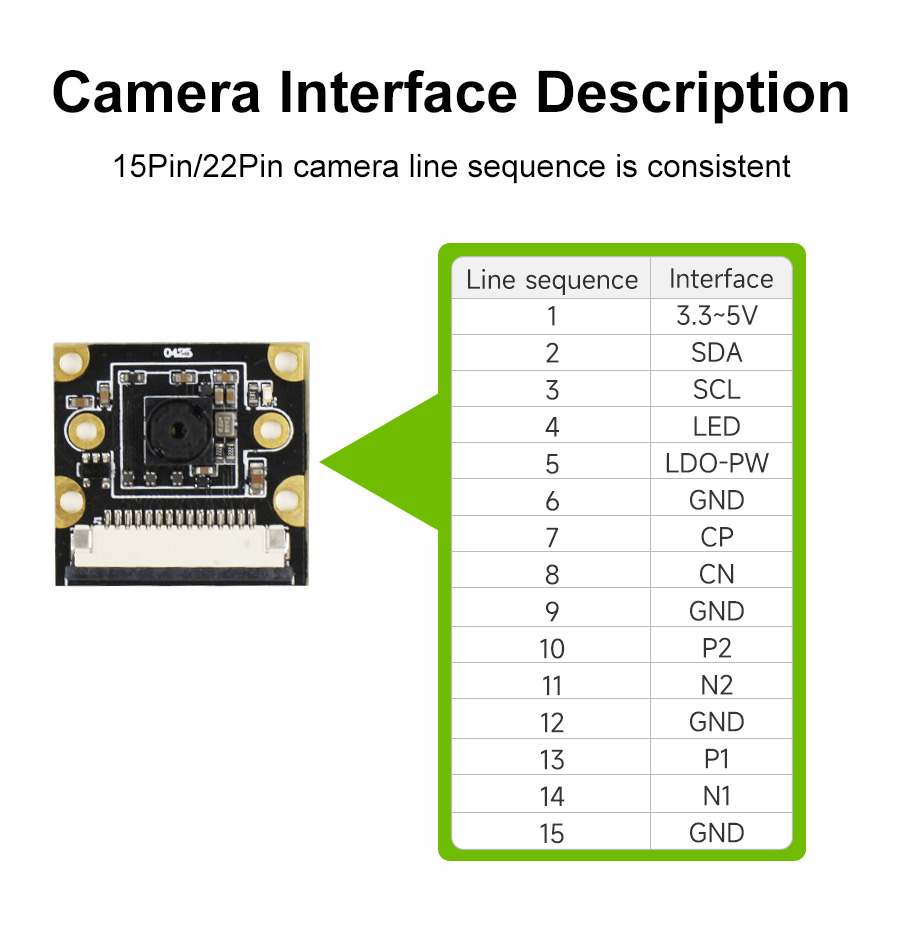 Camera Interface Description
15Pin/22Pin camera line sequence is consistent
Line sequence Interface
1 3.3~5V
2 SDA
3 SCL
4 LED
5 LDO-PW
6 GND
7 CP
8 CN
9 GND
10 P2
11 N2
12 GND
13 P1
14 N1
15 GND
0425